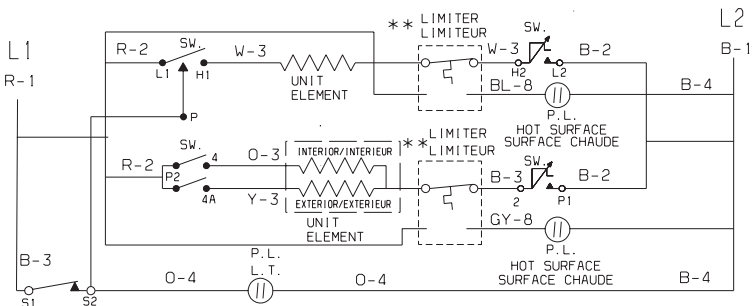 ** LIMITER
LIMITEUR
L2
L1
R-2
SW.
W-3
W-3
SW.
B-2
B-1
R-1
L1
H1
H2
L2
UNIT
ELEMENT
BL-8
B-4
P
P.L.
HOT SURFACE
SURFACE CHAUDE
** LIMITER
LIMITEUR
SW.
4
O-3
INTERIOR/INTERIEUR
SW.
R-2
P2
B-3
B-2
4A
Y-3
EXTERIOR/EXTERIEUR
2
P1
UNIT
ELEMENT
GY-8
B-3
P.L.
L.T.
P.L.
HOT SURFACE
SURFACE CHAUDE
O-4
O-4
B-4
S1
S2